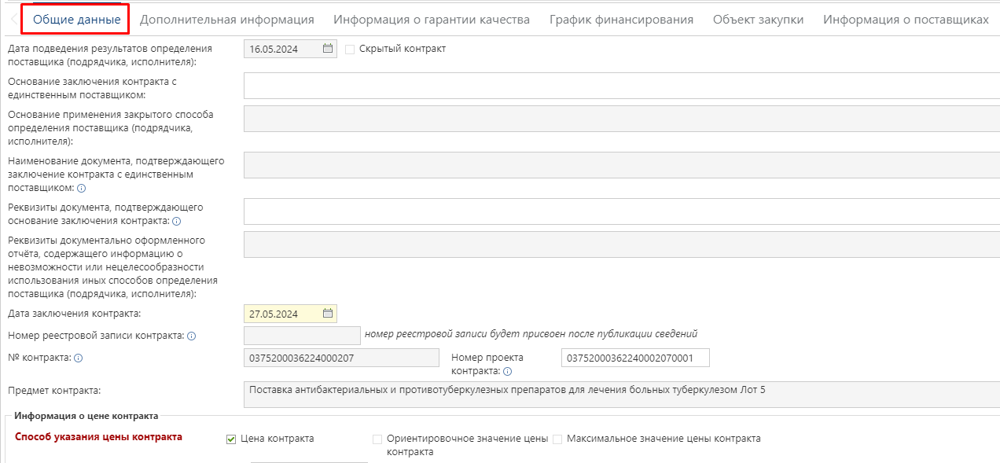 Общие данные Дополнительная информация Информация о гарантии качества График финансирования Объект закупки Информация о поставщиках
Дата подведения результатов определения
поставщика (подрядчика, исполнителя):
16.05.2024
Скрытый контракт
Основание заключения контракта с
единственным поставщиком:
Основание применения закрытого способа
определения поставщика (подрядчика,
исполнителя):
Наименование документа, подтверждающего
заключение контракта с единственным
поставщиком:
Реквизиты документа, подтверждающего
основание заключения контракта:
Реквизиты документально оформленного
отчёта, содержащего информацию о
невозможности или нецелесообразности
использования иных способов определения
поставщика (подрядчика, исполнителя):
Дата заключения контракта: 27.05.2024
Номер реестровой записи контракта: номер реестровой записи будет присвоен после публикации сведений
№ контракта: 0375200036224000207
Номер проекта
контракта:
03752000362240002070001
Предмет контракта: Поставка антибактериальных и противотуберкулезных препаратов для лечения больных туберкулезом Лот 5
Информация о цене контракта
Способ указания цены контракта
Цена контракта
Ориентировочное значение цены
контракта
Максимальное значение цены контракта